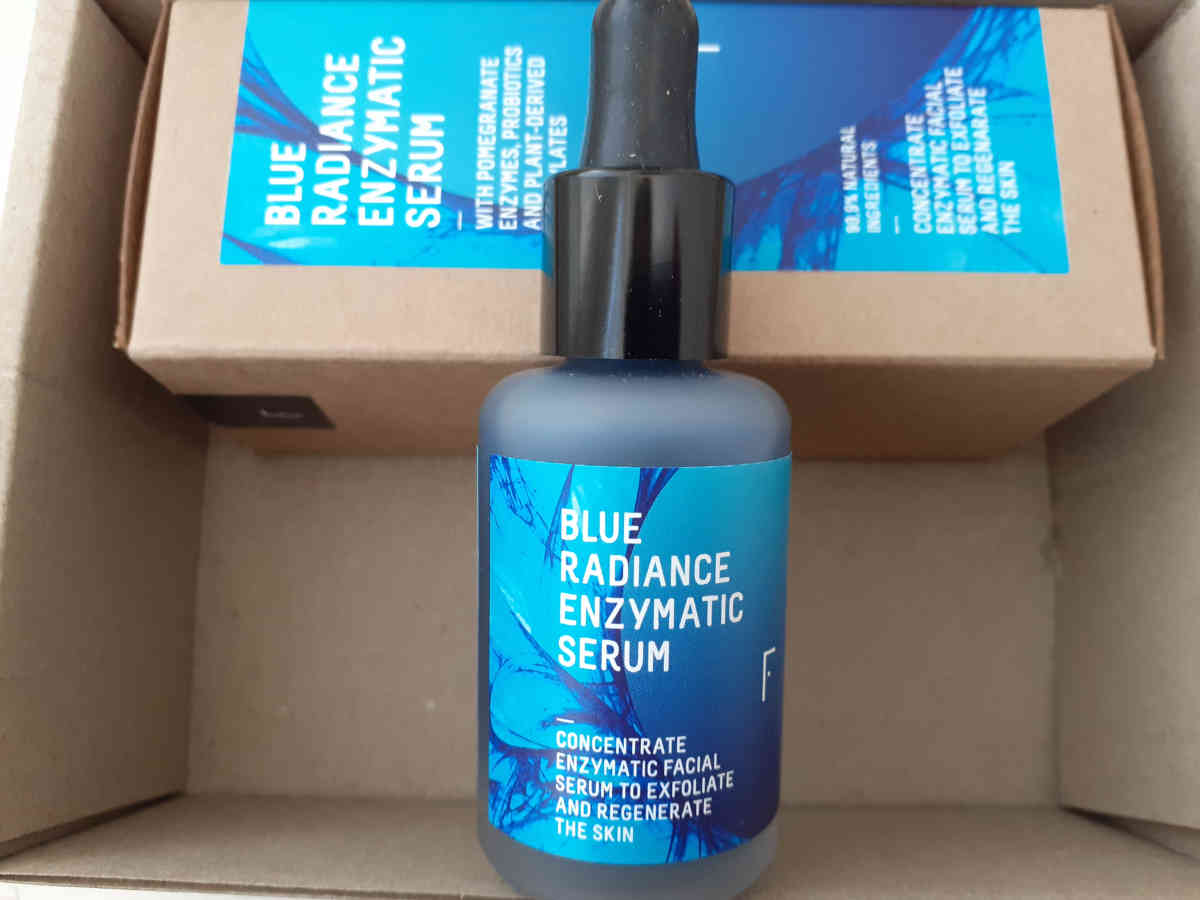 BLUE
RADIANCE
ENZYMATIC
SERUM
WITH POMEGRANATE
ENZYMES, PROBIOTICS
AND PLANT-DERIVED
LATES
99,9% NATURAL
INGREDIENTS
CONCENTRATE
ENZYMATIC FACIAL
SERUM TO EXFOLIATE
AND REGENARATE
THE SKIN
BLUE
RADIANCE
ENZYMATIC
SERUM
F
CONCENTRATE
ENZYMATIC FACIAL
SERUM TO EXFOLIATE
AND REGENERATE
THE SKIN